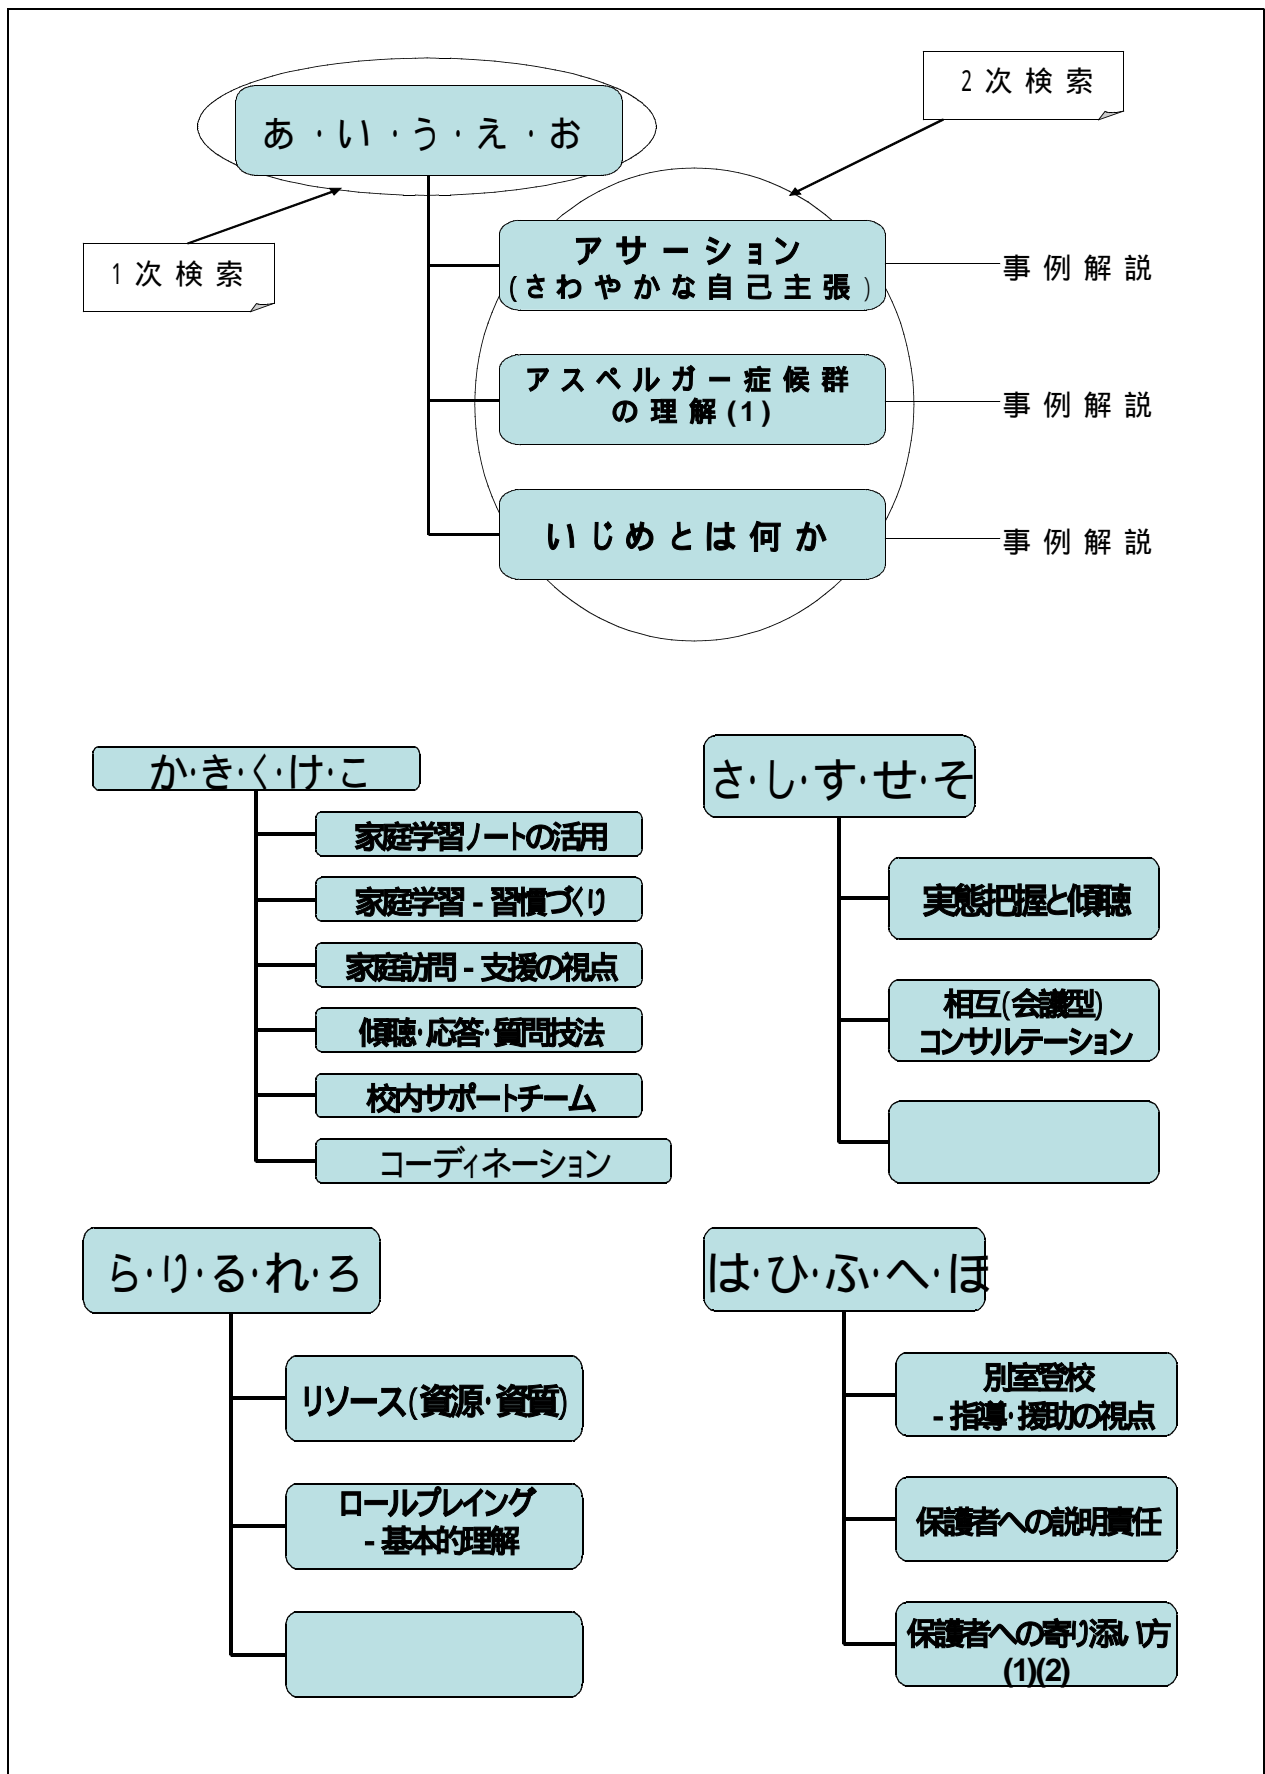 2次検索
あ・い・う・え・お
1次検索
アサーション
(さわやかな自己主張)
事例解説
アスペルガー症候群
の理解(1)
事例解説
いじめとは何か
事例解説
か・き・く・け・こ
家庭学習ノートの活用
家庭学習-習慣づくり
家庭訪問-支援の視点
傾聴・応答・質問技法
校内サポートチーム
コーディネーション
さ・し・す・せ・そ
実態把握と傾聴
相互(会議型)
コンサルテーション
ら・り・る・れ・ろ
リソース(資源・資質)
ロールプレイング
-基本的理解
は・ひ・ふ・へ・ほ
別室登校
-指導・援助の視点
保護者への説明責任
保護者への寄り添い方
(1)(2)